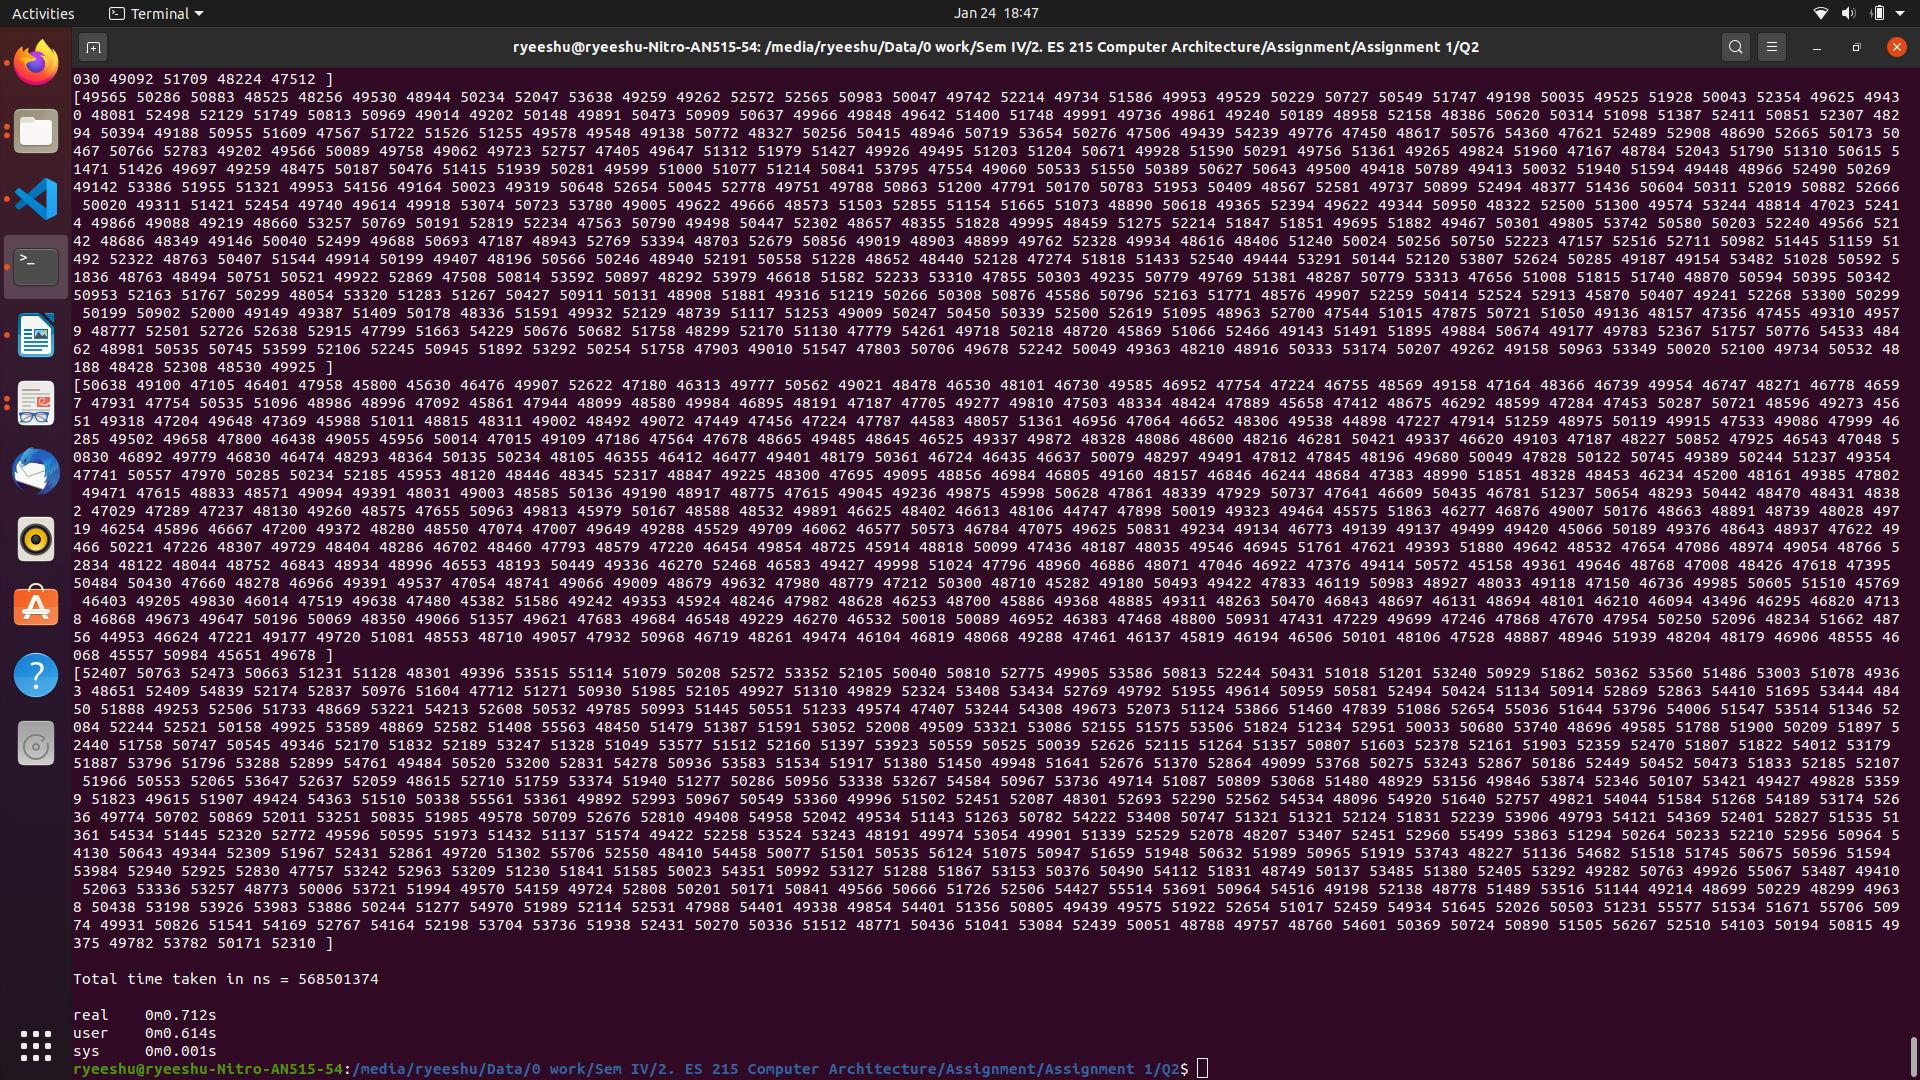 Activities
Terminal
Jan 24 18:47
ryeeshu@ryeeshu-Nitro-AN515-54: /media/ryeeshu/Data/0 work/Sem IV/2. ES 215 Computer Architecture/Assignment/Assignment 1/Q2
030 49092 51709 48224 47512 ]
[49565 50286 50883 48525 48256 49530 48944 50234 52047 53638 49259 49262 52572 52565 50983 50047 49742 52214 49734 51586 49953 49529 50229 50727 50549 51747 49198 50035 49525 51928 50043 52354 49625 4943
0 48081 52498 52129 51749 50813 50969 49014 49202 50148 49891 50473 50909 50637 49966 49848 49642 51400 51748 49991 49736 49861 49240 50189 48958 52158 48386 50620 50314 51098 51387 52411 50851 52307 482
94 50394 49188 50955 51609 47567 51722 51526 51255 49578 49548 49138 50772 48327 50256 50415 48946 50719 53654 50276 47506 49439 54239 49776 47450 48617 50576 54360 47621 52489 52908 48690 52665 50173 50
467 50766 52783 49202 49566 50089 49758 49062 49723 52757 47405 49647 51312 51979 51427 49926 49495 51203 51204 50671 49928 51590 50291 49756 51361 49265 49824 51960 47167 48784 52043 51790 51310 50615 5
1471 51426 49697 49259 48475 50187 50476 51415 51939 50281 49599 51000 51077 51214 50841 53795 47554 49060 50533 51550 50389 50627 50643 49500 49418 50789 49413 50032 51940 51594 49448 48966 52490 50269
49142 53386 51955 51321 49953 54156 49164 50023 49319 50648 52654 50045 52778 49751 49788 50863 51200 47791 50170 50783 51953 50409 48567 52581 49737 50899 52494 48377 51436 50604 50311 52019 50882 52666
50020 49311 51421 52454 49740 49614 49918 53074 50723 53780 49005 49622 49666 48573 51503 52855 51154 51665 51073 48890 50618 49365 52394 49622 49344 50950 48322 52500 51300 49574 53244 48814 47023 5241
4 49866 49088 49219 48660 53257 50769 50191 52819 52234 47563 50790 49498 50447 52302 48657 48355 51828 49995 48459 51275 52214 51847 51851 49695 51882 49467 50301 49805 53742 50580 50203 52240 49566 521
42 48686 48349 49146 50040 52499 49688 50693 47187 48943 52769 53394 48703 52679 50856 49019 48903 48899 49762 52328 49934 48616 48406 51240 50024 50256 50750 52223 47157 52516 52711 50982 51445 51159 51
492 52322 48763 50407 51544 49914 50199 49407 48196 50566 50246 48940 52191 50558 51228 48652 48440 52128 47274 51818 51433 52540 49444 53291 50144 52120 53807 52624 50285 49187 49154 53482 51028 50592 5
1836 48763 48494 50751 50521 49922 52869 47508 50814 53592 50897 48292 53979 46618 51582 52233 53310 47855 50303 49235 50779 49769 51381 48287 50779 53313 47656 51008 51815 51740 48870 50594 50395 50342
50953 52163 51767 50299 48054 53320 51283 51267 50427 50911 50131 48908 51881 49316 51219 50266 50308 50876 45586 50796 52163 51771 48576 49907 52259 50414 52524 52913 45870 50407 49241 52268 53300 50299
50199 50902 52000 49149 49387 51409 50178 48336 51591 49932 52129 48739 51117 51253 49009 50247 50450 50339 52500 52619 51095 48963 52700 47544 51015 47875 50721 51050 49136 48157 47356 47455 49310 4957
9 48777 52501 52726 52638 52915 47799 51663 54229 50676 50682 51758 48299 52170 51130 47779 54261 49718 50218 48720 45869 51066 52466 49143 51491 51895 49884 50674 49177 49783 52367 51757 50776 54533 484
62 48981 50535 50745 53599 52106 52245 50945 51892 53292 50254 51758 47903 49010 51547 47803 50706 49678 52242 50049 49363 48210 48916 50333 53174 50207 49262 49158 50963 53349 50020 52100 49734 50532 48
188 48428 52308 48530 49925 ]
[50638 49100 47105 46401 47958 45800 45630 46476 49907 52622 47180 46313 49777 50562 49021 48478 46530 48101 46730 49585 46952 47754 47224 46755 48569 49158 47164 48366 46739 49954 46747 48271 46778 4659
7 47931 47754 50535 51096 48986 48996 47092 45861 47944 48099 48580 49984 46895 48191 47187 47705 49277 49810 47503 48334 48424 47889 45658 47412 48675 46292 48599 47284 47453 50287 50721 48596 49273 456
51 49318 47204 49648 47369 45988 51011 48815 48311 49002 48492 49072 47449 47456 47224 47787 44583 48057 51361 46956 47064 46652 48306 49538 44898 47227 47914 51259 48975 50119 49915 47533 49086 47999 46
285 49502 49658 47800 46438 49055 45956 50014 47015 49109 47186 47564 47678 48665 49485 48645 46525 49337 49872 48328 48086 48600 48216 46281 50421 49337 46620 49103 47187 48227 50852 47925 46543 47048 5
0830 46892 49779 46830 46474 48293 48364 50135 50234 48105 46355 46412 46477 49401 48179 50361 46724 46435 46637 50079 48297 49491 47812 47845 48196 49680 50049 47828 50122 50745 49389 50244 51237 49354
47741 50557 47970 50285 50234 52185 45953 48120 48446 48345 52317 48847 49225 48300 47695 49095 48856 46984 46805 49160 48157 46846 46244 48684 47383 48990 51851 48328 48453 46234 45200 48161 49385 47802
49471 47615 48833 48571 49094 49391 48031 49003 48585 50136 49190 48917 48775 47615 49045 49236 49875 45998 50628 47861 48339 47929 50737 47641 46609 50435 46781 51237 50654 48293 50442 48470 48431 4838
2 47029 47289 47237 48130 49260 48575 47655 50963 49813 45979 50167 48588 48532 49891 46625 48402 46613 48106 44747 47898 50019 49323 49464 45575 51863 46277 46876 49007 50176 48663 48891 48739 48028 497
19 46254 45896 46667 47200 49372 48280 48550 47074 47007 49649 49288 45529 49709 46062 46577 50573 46784 47075 49625 50831 49234 49134 46773 49139 49137 49499 49420 45066 50189 49376 48643 48937 47622 49
466 50221 47226 48307 49729 48404 48286 46702 48460 47793 48579 47220 46454 49854 48725 45914 48818 50099 47436 48187 48035 49546 46945 51761 47621 49393 51880 49642 48532 47654 47086 48974 49054 48766 5
2834 48122 48044 48752 46843 48934 48996 46553 48193 50449 49336 46270 52468 46583 49427 49998 51024 47796 48960 46886 48071 47046 46922 47376 49414 50572 45158 49361 49646 48768 47008 48426 47618 47395
50484 50430 47660 48278 46966 49391 49537 47054 48741 49066 49009 48679 49632 47980 48779 47212 50300 48710 45282 49180 50493 49422 47833 46119 50983 48927 48033 49118 47150 46736 49985 50605 51510 45769
46403 49205 49830 46014 47519 49638 47480 45382 51586 49242 49353 45924 48246 47982 48628 46253 48700 45886 49368 48885 49311 48263 50470 46843 48697 46131 48694 48101 46210 46094 43496 46295 46820 4713
8 46868 49673 49647 50196 50069 48350 49066 51357 49621 47683 49684 46548 49229 46270 46532 50018 50089 46952 46383 47468 48800 50931 47431 47229 49699 47246 47868 47670 47954 50250 52096 48234 51662 487
56 44953 46624 47221 49177 49720 51081 48553 48710 49057 47932 50968 46719 48261 49474 46104 46819 48068 49288 47461 46137 45819 46194 46506 50101 48106 47528 48887 48946 51939 48204 48179 46906 48555 46
068 45557 50984 45651 49678 ]
[52407 50763 52473 50663 51231 51128 48301 49396 53515 55114 51079 50208 52572 53352 52105 50040 50810 52775 49905 53586 50813 52244 50431 51018 51201 53240 50929 51862 50362 53560 51486 53003 51078 4936
3 48651 52409 54839 52174 52837 50976 51604 47712 51271 50930 51985 52105 49927 51310 49829 52324 53408 53434 52769 49792 51955 49614 50959 50581 52494 50424 51134 50914 52869 52863 54410 51695 53444 484
50 51888 49253 52506 51733 48669 53221 54213 52608 50532 49785 50993 51445 50551 51233 49574 47407 53244 54308 49673 52073 51124 53866 51460 47839 51086 52654 55036 51644 53796 54006 51547 53514 51346 52
084 52244 52521 50158 49925 53589 48869 52582 51408 55563 48450 51479 51387 51591 53052 52008 49509 53321 53086 52155 51575 53506 51824 51234 52951 50033 50680 53740 48696 49585 51788 51900 50209 51897 5
2440 51758 50747 50545 49346 52170 51832 52189 53247 51328 51049 53577 51512 52160 51397 53923 50559 50525 50039 52626 52115 51264 51357 50807 51603 52378 52161 51903 52359 52470 51807 51822 54012 53179
51887 53796 51796 53288 52899 54761 49484 50520 53200 52831 54278 50936 53583 51534 51917 51380 51450 49948 51641 52676 51370 52864 49099 53768 50275 53243 52867 50186 52449 50452 50473 51833 52185 52107
51966 50553 52065 53647 52637 52059 48615 52710 51759 53374 51940 51277 50286 50956 53338 53267 54584 50967 53736 49714 51087 50809 53068 51480 48929 53156 49846 53874 52346 50107 53421 49427 49828 5359
9 51823 49615 51907 49424 54363 51510 50338 55561 53361 49892 52993 50967 50549 53360 49996 51502 52451 52087 48301 52693 52290 52562 54534 48096 54920 51640 52757 49821 54044 51584 51268 54189 53174 526
36 49774 50702 50869 52011 53251 50835 51985 49578 50709 52676 52810 49408 54958 52042 49534 51143 51263 50782 54222 53408 50747 51321 51321 52124 51831 52239 53906 49793 54121 54369 52401 52827 51535 51
361 54534 51445 52320 52772 49596 50595 51973 51432 51137 51574 49422 52258 53524 53243 48191 49974 53054 49901 51339 52529 52078 48207 53407 52451 52960 55499 53863 51294 50264 50233 52210 52956 50964 5
4130 50643 49344 52309 51967 52431 52861 49720 51302 55706 52550 48410 54458 50077 51501 50535 56124 51075 50947 51659 51948 50632 51989 50965 51919 53743 48227 51136 54682 51518 51745 50675 50596 51594
53984 52940 52925 52830 47757 53242 52963 53209 51230 51841 51585 50023 54351 50992 53127 51288 51867 53153 50376 50490 54112 51831 48749 50137 53485 51380 52405 53292 49282 50763 49926 55067 53487 49410
52063 53336 53257 48773 50006 53721 51994 49570 54159 49724 52808 50201 50171 50841 49566 50666 51726 52506 54427 55514 53691 50964 54516 49198 52138 48778 51489 53516 51144 49214 48699 50229 48299 4963
8 50438 53198 53926 53983 53886 50244 51277 54970 51989 52114 52531 47988 54401 49338 49854 54401 51356 50805 49439 49575 51922 52654 51017 52459 54934 51645 52026 50503 51231 55577 51534 51671 55706 509
74 49931 50826 51541 54169 52767 54164 52198 53704 53736 51938 52431 50270 50336 51512 48771 50436 51041 53084 52439 50051 48788 49757 48760 54601 50369 50724 50890 51505 56267 52510 54103 50194 50815 49
375 49782 53782 50171 52310 ]
Total time taken in ns = 568501374
real 0m0.712s
user 0m0.614s
sys 0m0.001s
ryeeshu@ryeeshu-Nitro-AN515-54:/media/ryeeshu/Data/0 work/Sem IV/2. ES 215 Computer Architecture/Assignment/Assignment 1/Q2$